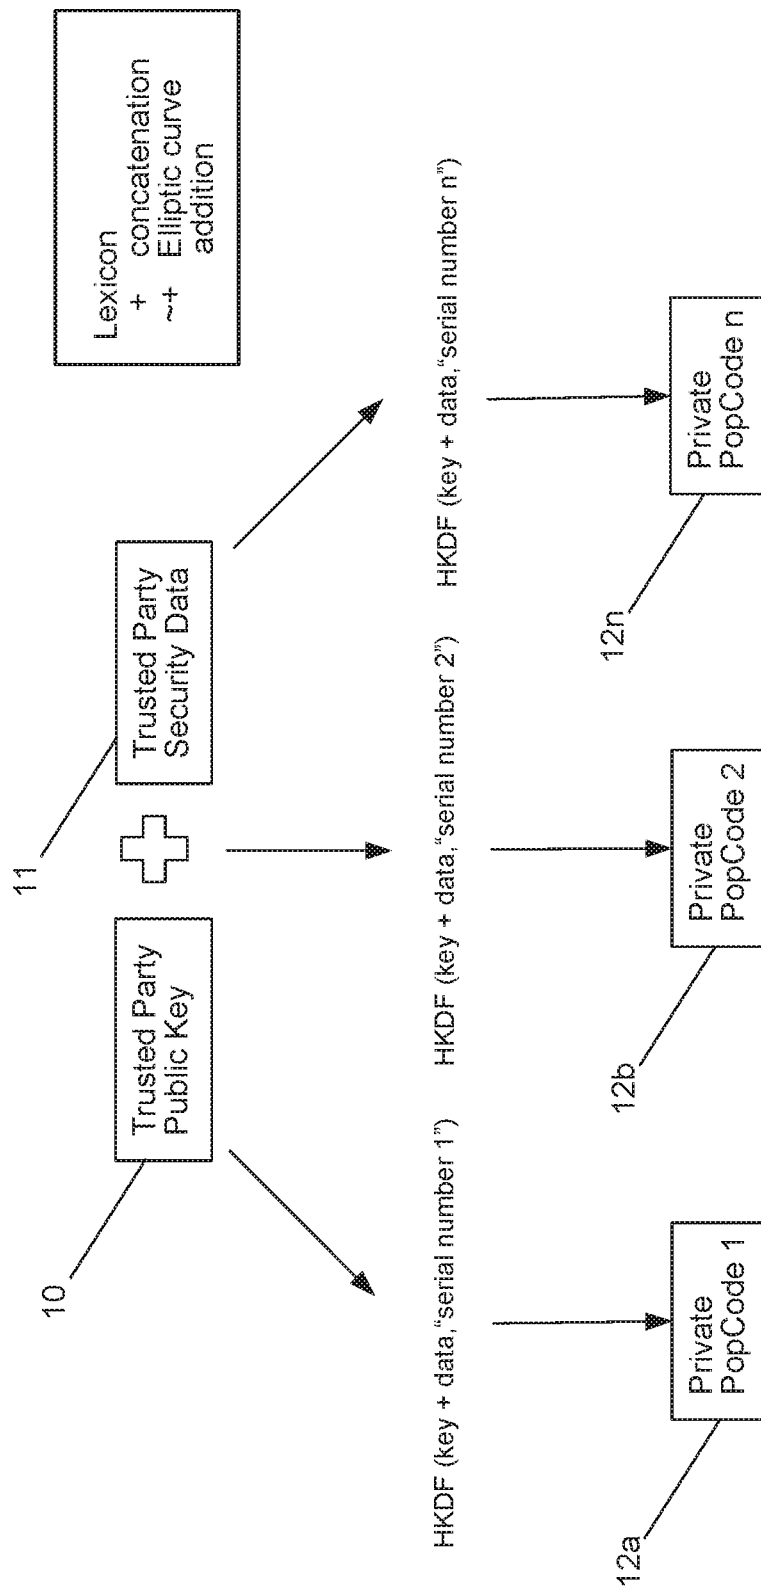 Lexicon
+ concatenation
~+ Elliptic curve
addition
10
Trusted Party
Public Key
11
Trusted Party
Security Data
HKDF (key + data,“serial number 1”)
HKDF (key + data,“serial number 2”)
HKDF (key + data,“serial number n”)
12a
Private
PopCode 1
12b
Private
PopCode 2
12n
Private
PopCode n